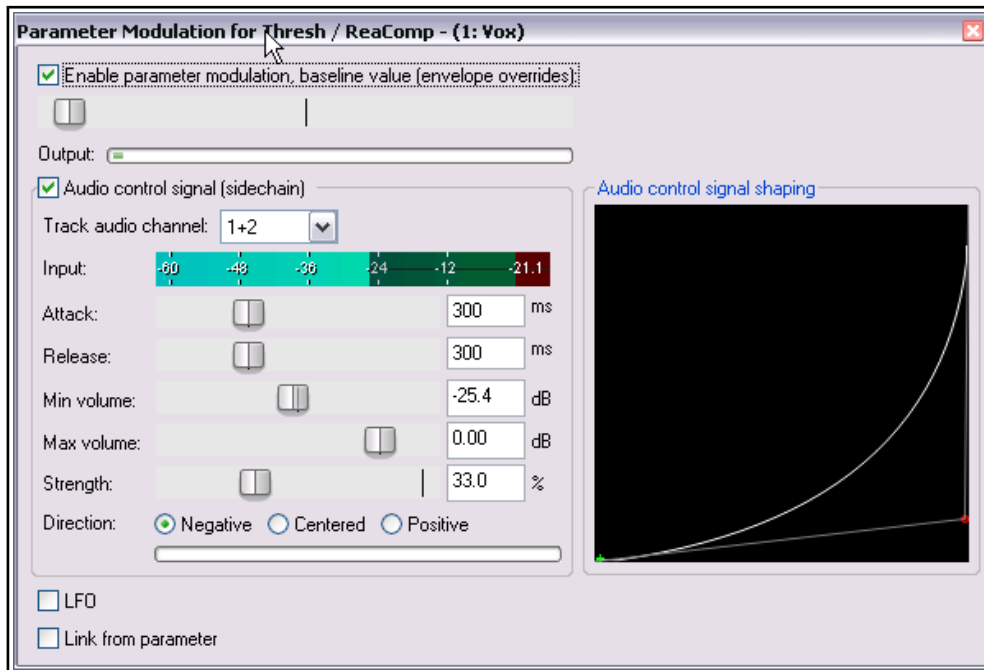 Parameter Modulation for Thresh / ReaComp - (1: Vox)
Enable parameter modulation, baseline value (envelope overrides):
Output:
Audio control signal (sidechain)
Audio control signal shaping
Track audio channel: 1+2
Input: -60 -48 -36 -24 -12 -21.1
Attack: 300 ms
Release: 300 ms
Min volume: -25.4 dB
Max volume: 0.00 dB
Strength: 33.0 %
Direction: Negative Centered Positive
LFO
Link from parameter